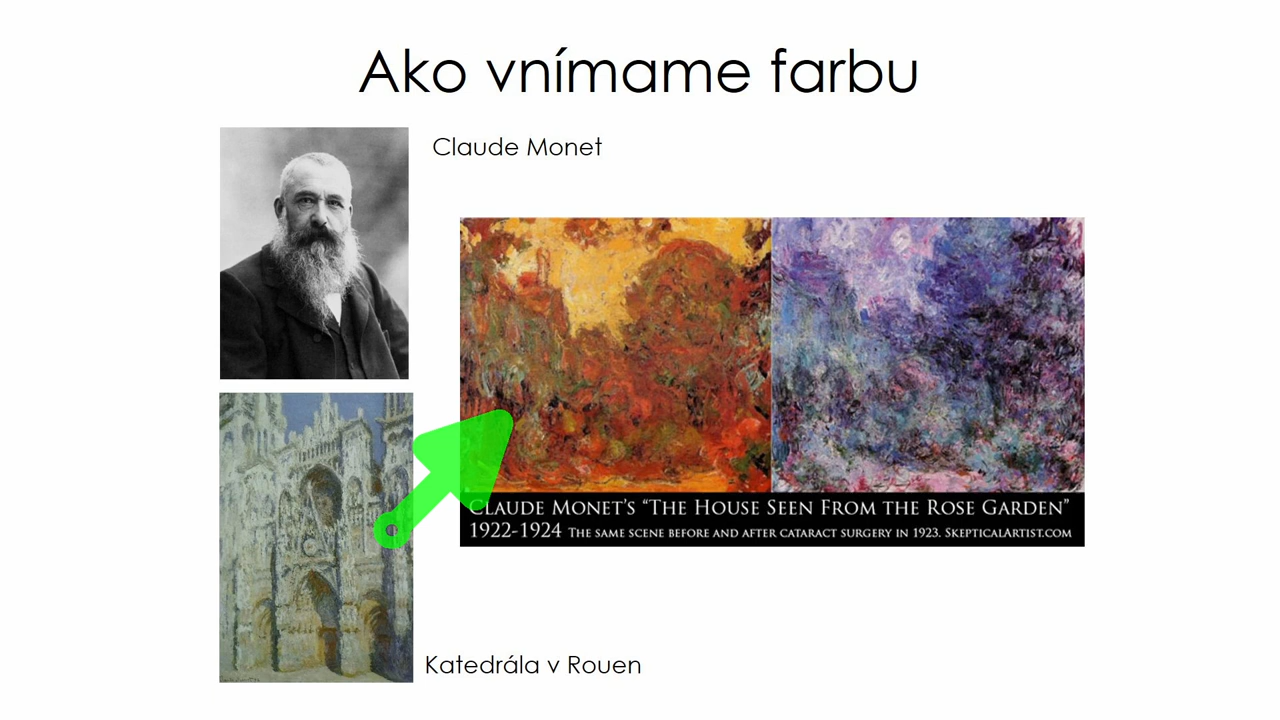 Ako vnímame farbu
Claude Monet
Claude Monet's “The House Seen From the Rose Garden”
1922-1924 The same scene before and after cataract surgery in 1923. SkepticalArtist.com
Katedrála v Rouen